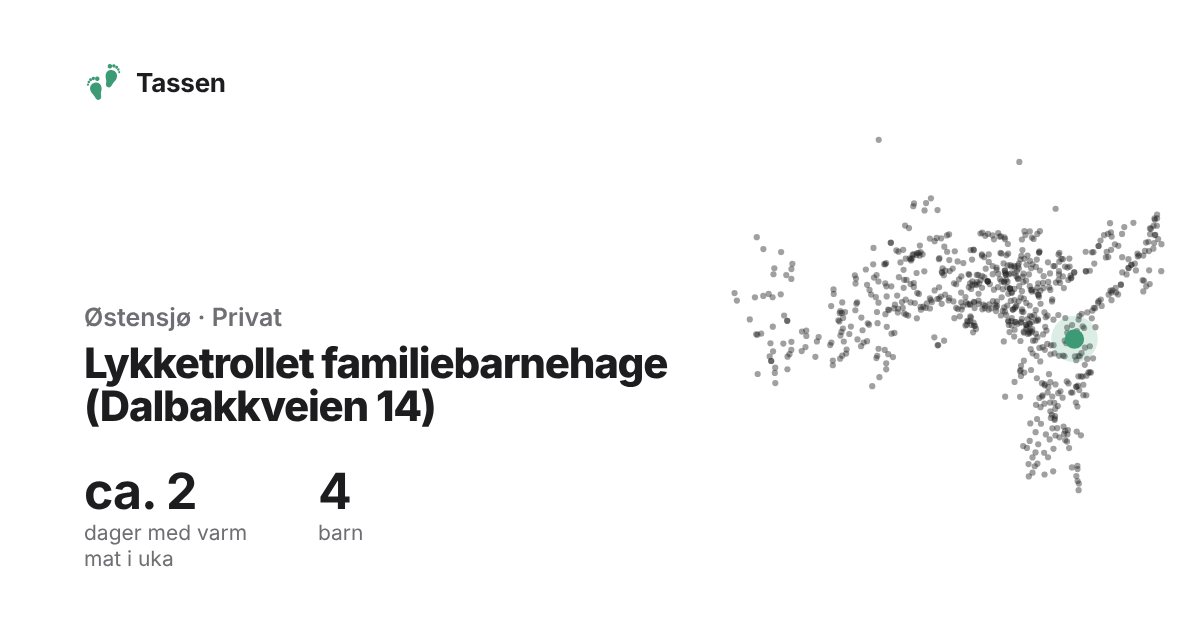 Tassen
Østensjø · Privat
Lykketrollet familiebarnehage
(Dalbakkveien 14)
ca. 2
dager med varm
mat i uka
4
barn